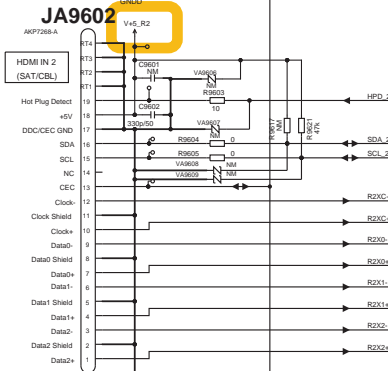 GNDD
JA9602
V+5_R2
AKP7268-A
HDMI IN 2
(SAT/CBL)
RT4
RT3
RT2
RT1
C9601
NM
VA9606
NM
R9603
10
C9602
330p/50
VA9607
NM
R9617
NM
R9621
47k
HPD_2
Hot Plug Detect 19
+5V 18
DDC/CEC GND 17
SDA 16
R9604 0
SDA_2
SCL 15
R9605 0
SCL_2
VA9608 NM
NC 14
VA9609 NM
CEC 13
Clock- 12
R2XC-
Clock Shield 11
Clock+ 10
R2XC+
Data0- 9
R2X0-
Data0 Shield 8
Data0+ 7
R2X0+
Data1- 6
R2X1-
Data1 Shield 5
Data1+ 4
R2X1+
Data2- 3
R2X2-
Data2 Shield 2
Data2+ 1
R2X2+